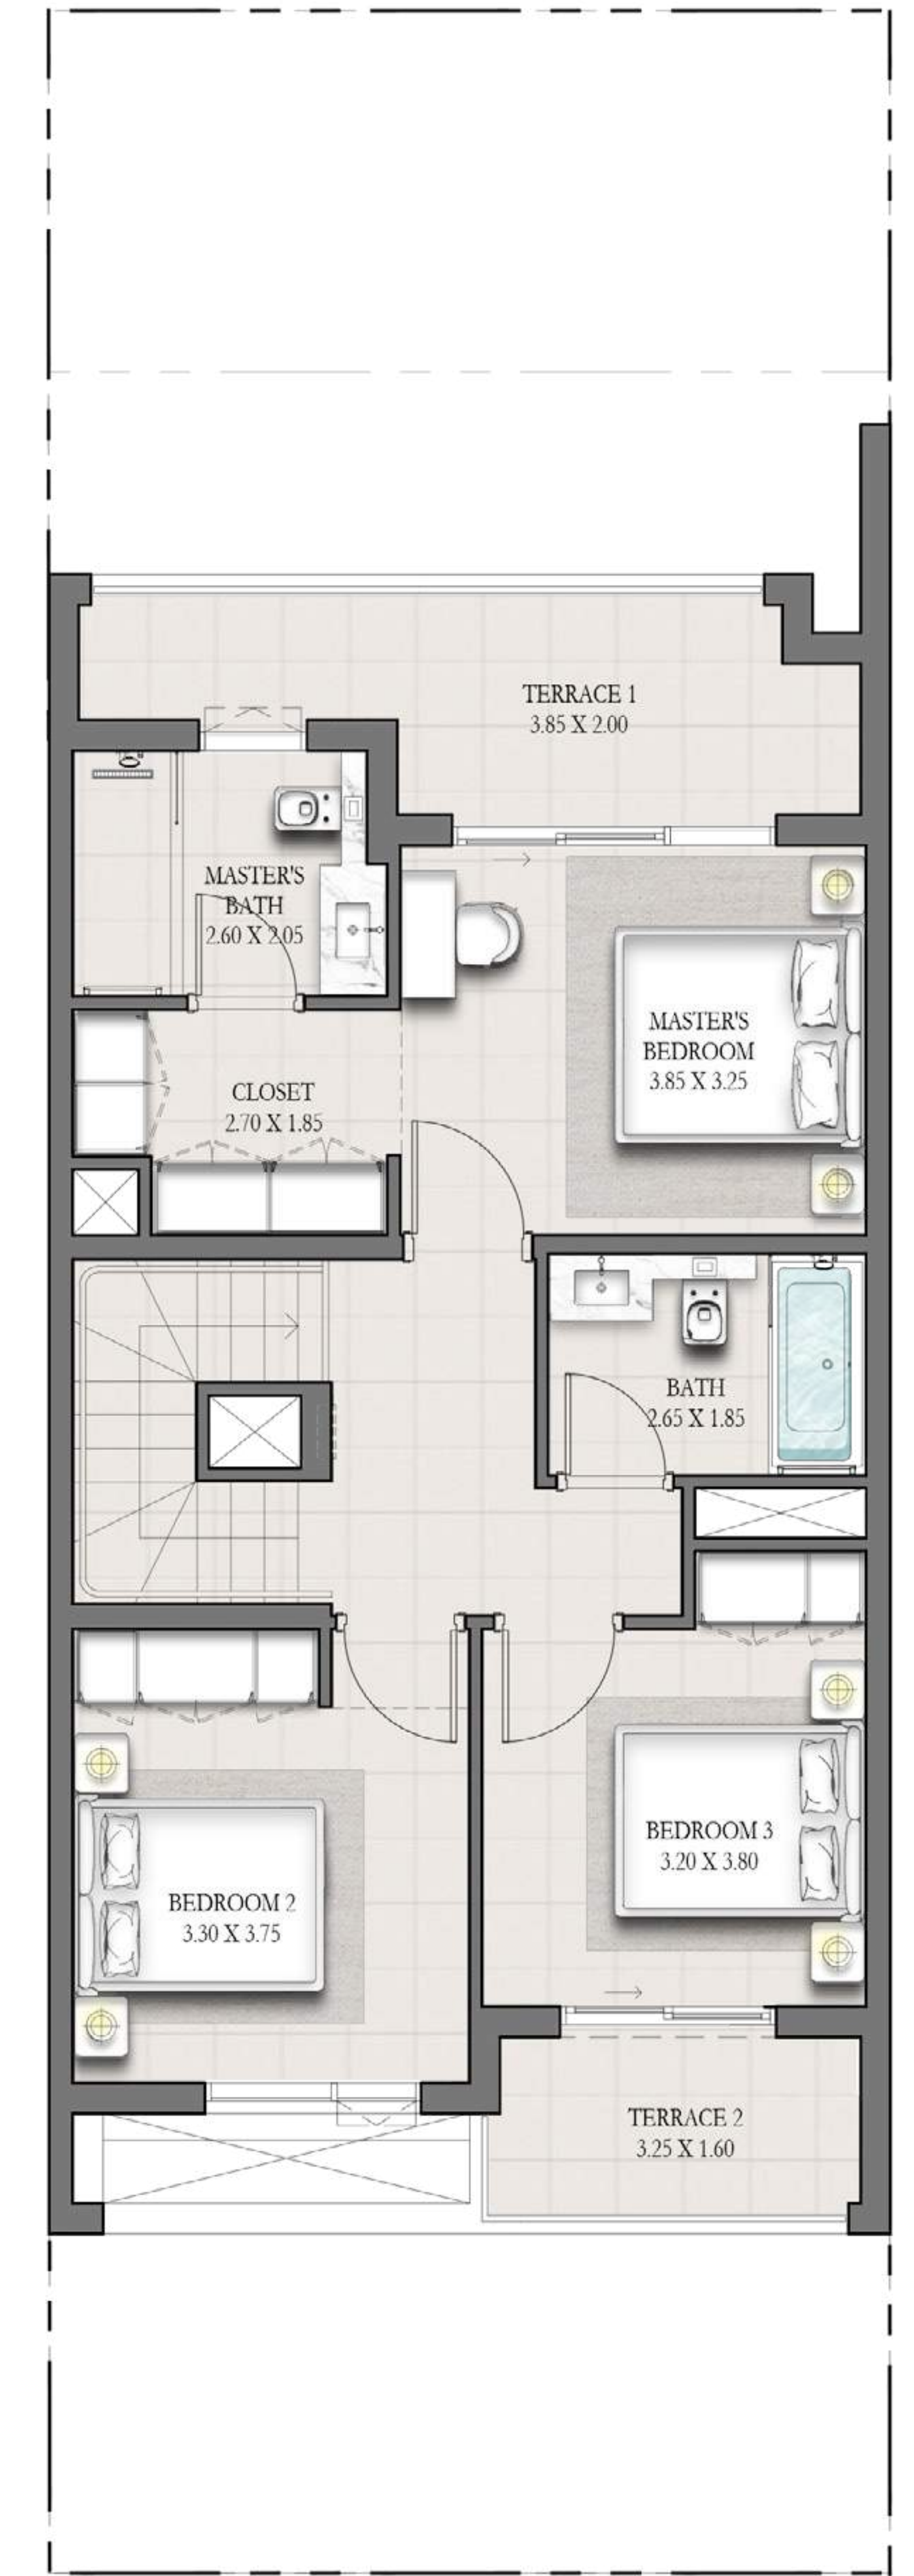 TERRACE 1
3.85 X 2.00
MASTER'S
BATH
2.60 X 2.05
MASTER'S
BEDROOM
3.85 X 3.25
CLOSET
2.70 X 1.85
BATH
2.65 X 1.85
BEDROOM 3
3.20 X 3.80
BEDROOM 2
3.30 X 3.75
TERRACE 2
3.25 X 1.60